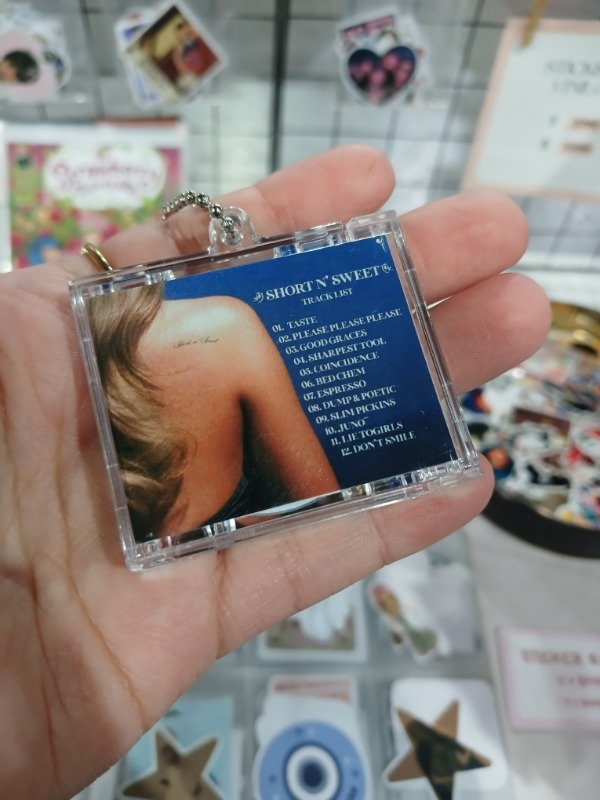 SHORT N' SWEET
TRACK LIST
01. TASTE
02. PLEASE PLEASE PLEASE
03. GOOD GRACES
04. SHARPEST TOOL
05. COINCIDENCE
06. BED CHEM
07. ESPRESSO
08. DUMB & POETIC
09. SLIM PICKINS
10. JUNO
11. LIE TO GIRLS
12. DON'T SMILE
Short n' Sweet